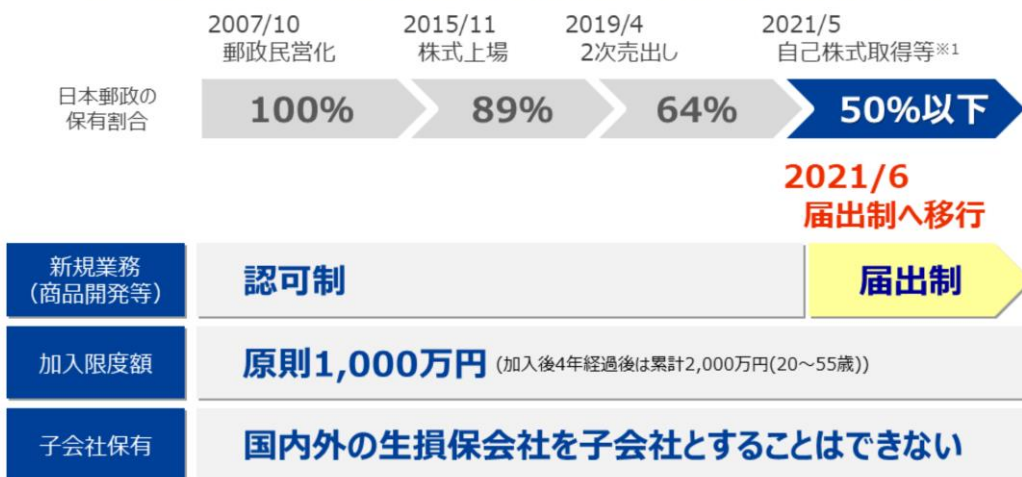 2007/10
郵政民営化
2015/11
株式上場
2019/4
2次売出し
2021/5
自己株式取得等※1
日本郵政の
保有割合
100%
89%
64%
50%以下
2021/6
届出制へ移行
新規業務
（商品開発等）
認可制
届出制
加入限度額
原則1,000万円 (加入後4年経過後は累計2,000万円(20～55歳))
子会社保有
国内外の生損保会社を子会社とすることはできない